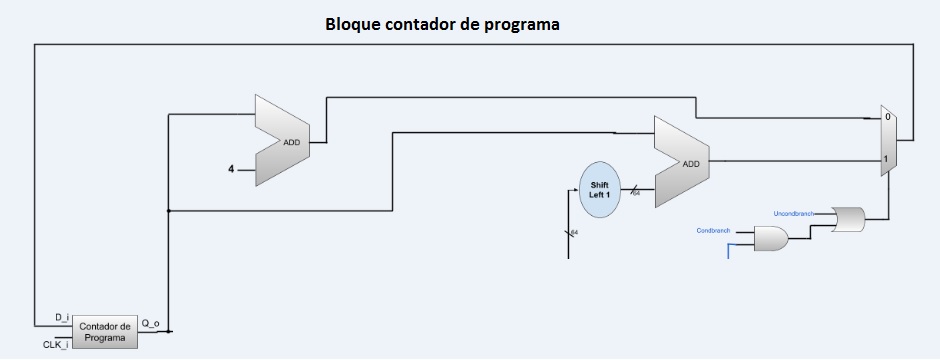 Bloque contador de programa
0
ADD
4
ADD
1
Shift
Left 1
64
64
Uncondbranch
Condbranch
D_i
Contador de
Programa
Q_o
CLK_i